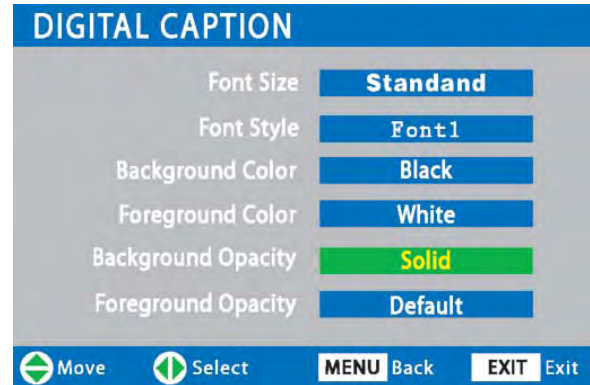 DIGITAL CAPTION
Font Size Standand
Font Style Font1
Background Color Black
Foreground Color White
Background Opacity Solid
Foreground Opacity Default
Move Select MENU Back EXIT Exit